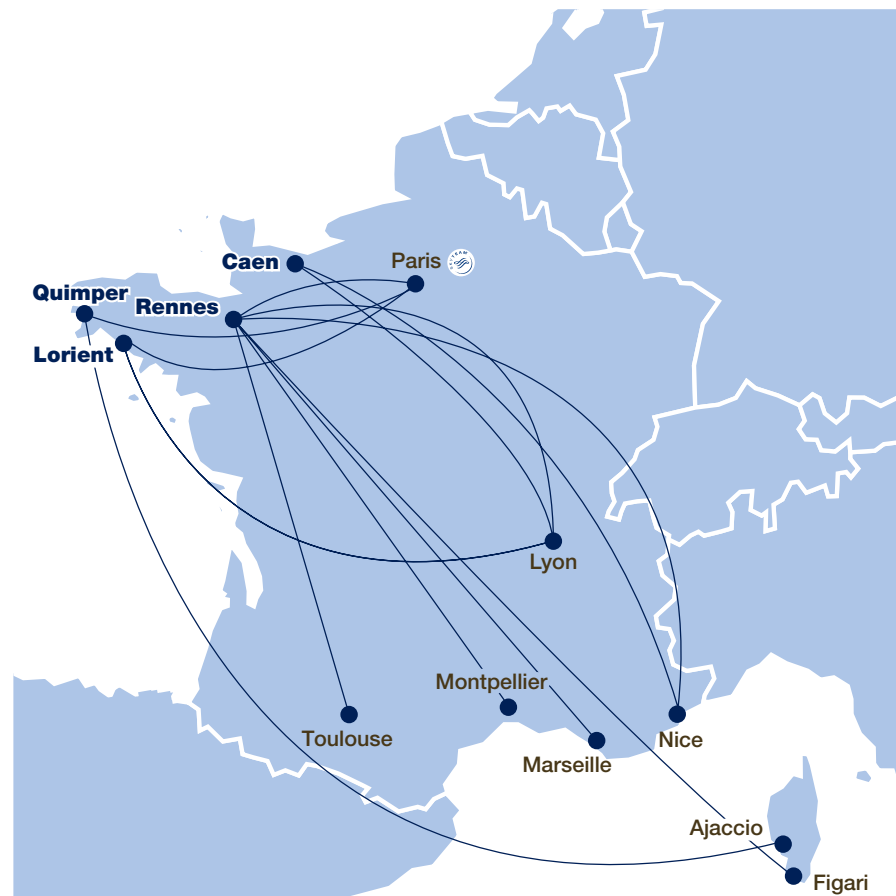 Caen
Paris
Quimper
Rennes
Lorient
Lyon
Montpellier
Toulouse
Nice
Marseille
Ajaccio
Figari